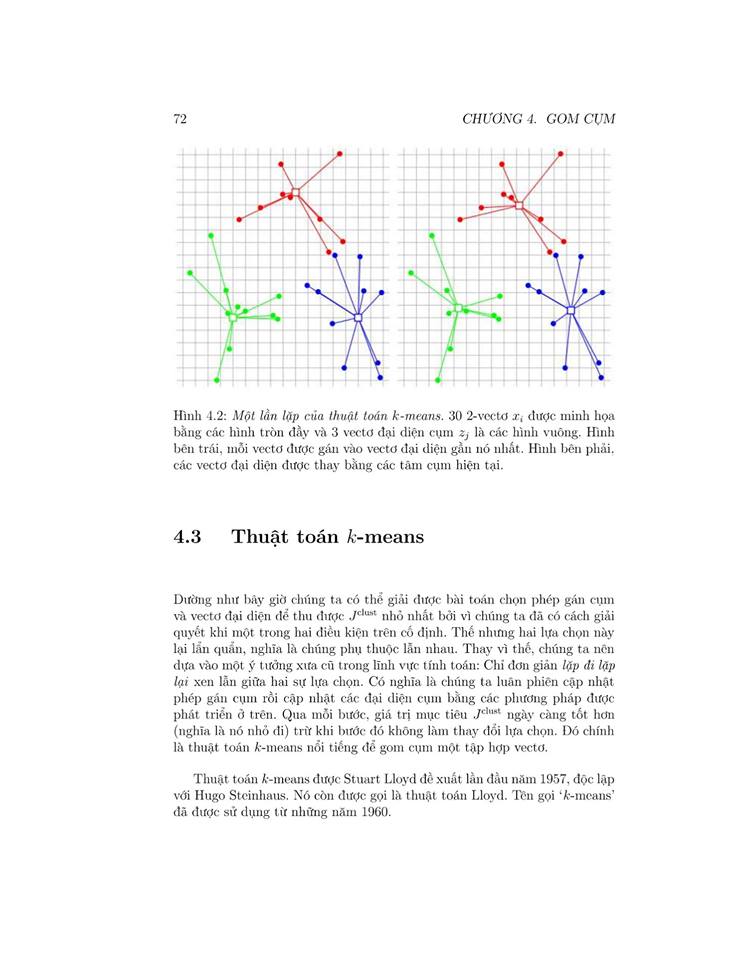 72
CHƯƠNG 4. GOM CỤM
Hình 4.2: Một lần lặp của thuật toán k-means. 30 2-vectơ xᵢ được minh họa
bằng các hình tròn đầy và 3 vectơ đại diện cụm zⱼ là các hình vuông. Hình
bên trái, mỗi vectơ được gán vào vectơ đại diện gần nó nhất. Hình bên phải,
các vectơ đại diện được thay bằng các tâm cụm hiện tại.
4.3 Thuật toán k-means
Dường như bây giờ chúng ta có thể giải được bài toán chọn phép gán cụm
và vectơ đại diện để thu được Jᶜˡᵘˢᵗ nhỏ nhất bởi vì chúng ta đã có cách giải
quyết khi một trong hai điều kiện trên cố định. Thế nhưng hai lựa chọn này
lại lẩn quẩn, nghĩa là chúng phụ thuộc lẫn nhau. Thay vì thế, chúng ta nên
dựa vào một ý tưởng xưa cũ trong lĩnh vực tính toán: Chỉ đơn giản lặp đi lặp
lại xen lẫn giữa hai sự lựa chọn. Có nghĩa là chúng ta luân phiên cập nhật
phép gán cụm rồi cập nhật các đại diện cụm bằng các phương pháp được
phát triển ở trên. Qua mỗi bước, giá trị mục tiêu Jᶜˡᵘˢᵗ ngày càng tốt hơn
(nghĩa là nó nhỏ đi) trừ khi bước đó không làm thay đổi lựa chọn. Đó chính
là thuật toán k-means nổi tiếng để gom cụm một tập hợp vectơ.
Thuật toán k-means được Stuart Lloyd đề xuất lần đầu năm 1957, độc lập
với Hugo Steinhaus. Nó còn được gọi là thuật toán Lloyd. Tên gọi ‘k-means’
đã được sử dụng từ những năm 1960.